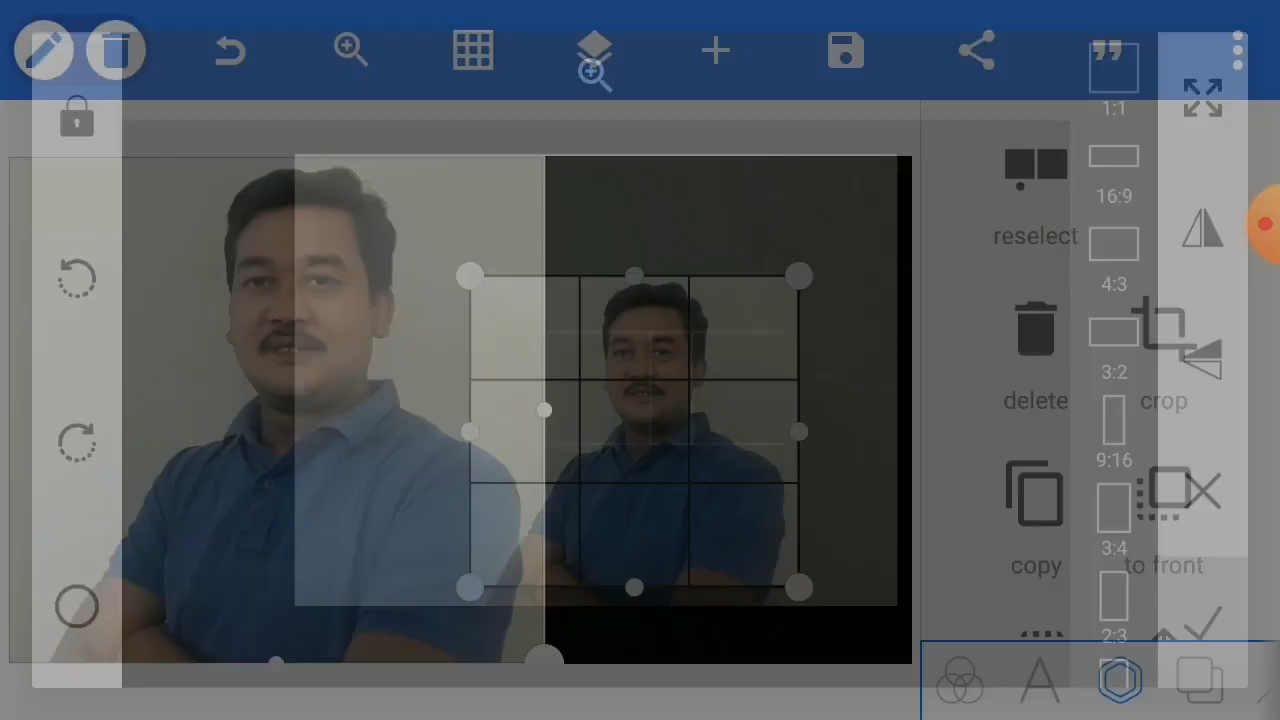 1:1
16:9
reselect
4:3
3:2
delete
crop
9:16
3:4
copy
to front
2:3